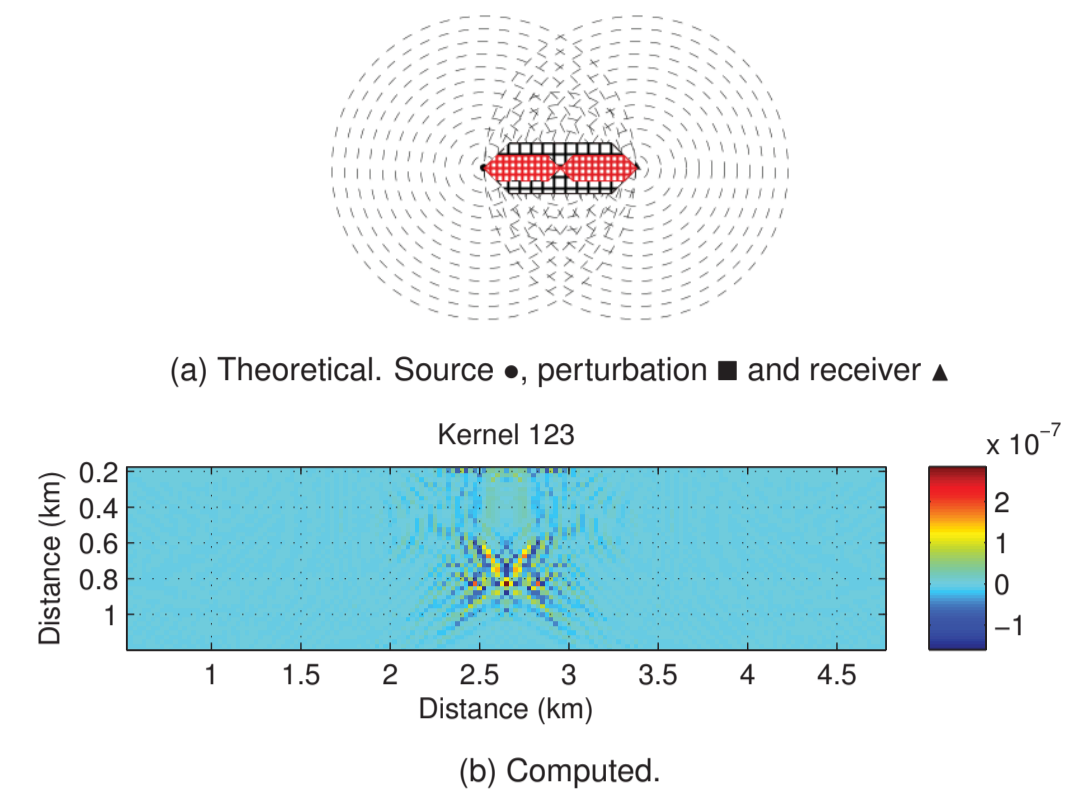 (a) Theoretical. Source ●, perturbation ■ and receiver ▲
Kernel 123
x 10⁻⁷
Distance (km)
0.2
0.4
0.6
0.8
1
2
1
0
−1
1 1.5 2 2.5 3 3.5 4 4.5
Distance (km)
(b) Computed.